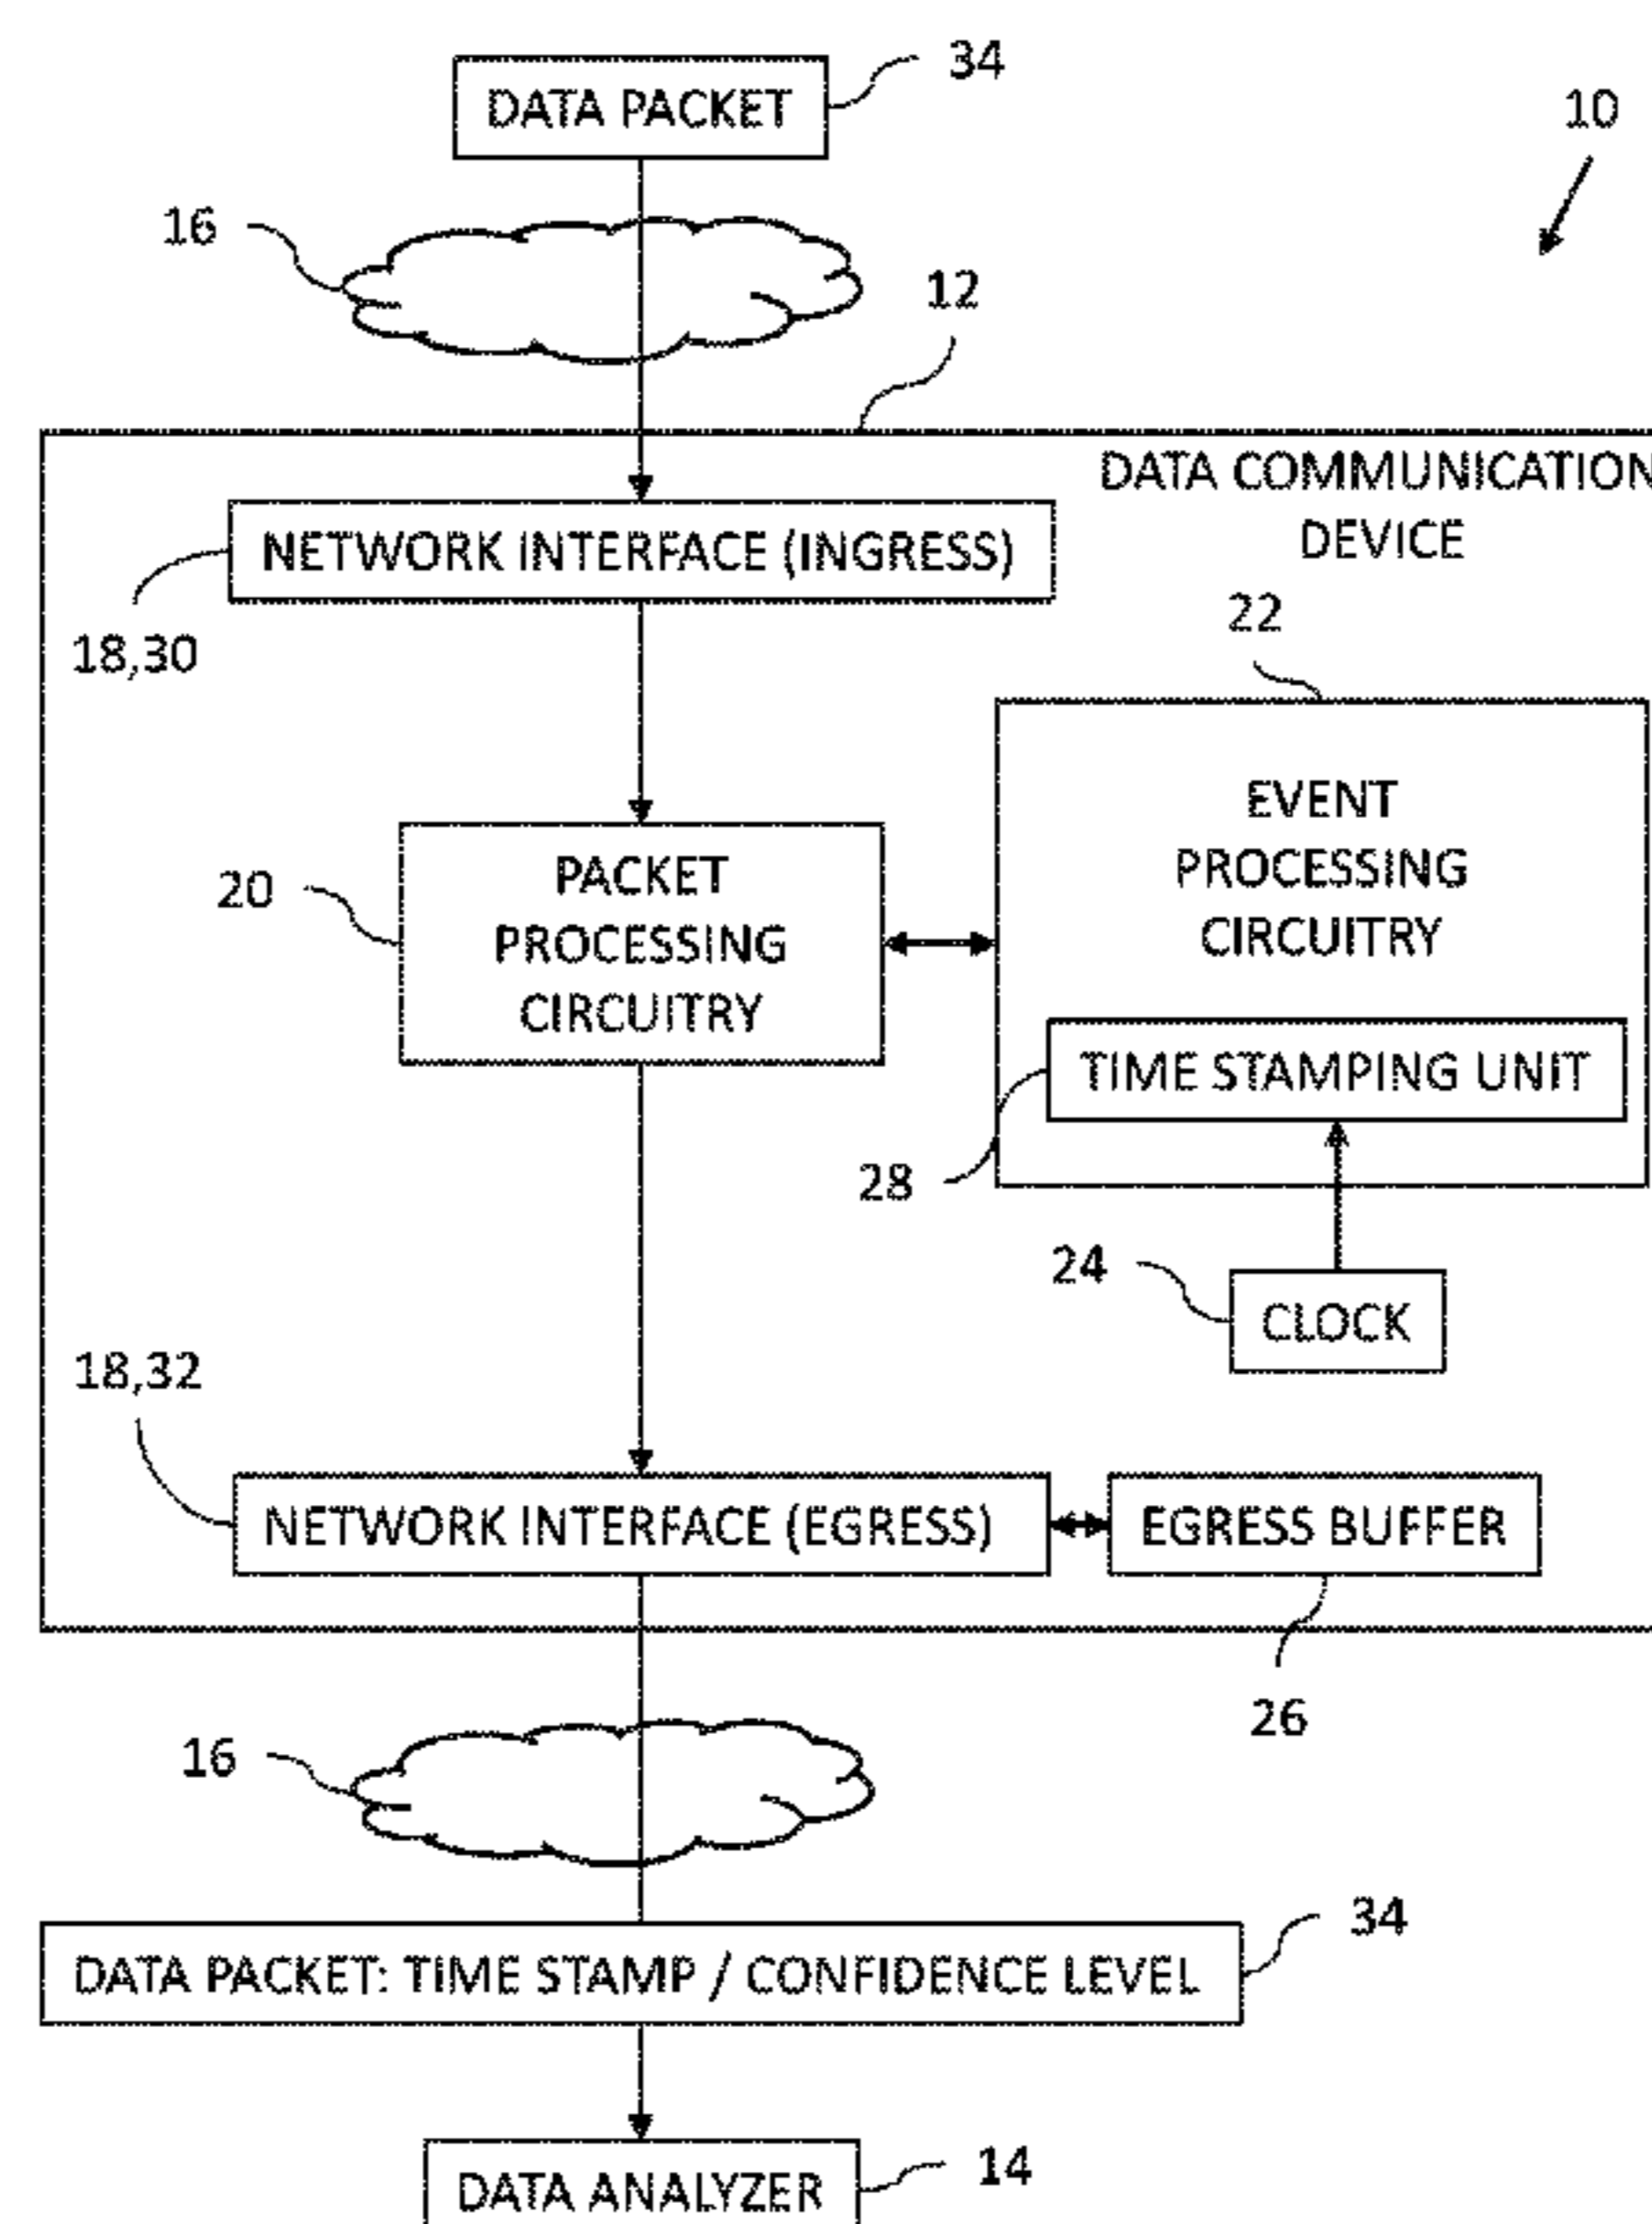 34
DATA PACKET
10
16
12
DATA COMMUNICATION
DEVICE
NETWORK INTERFACE (INGRESS)
18,30
22
EVENT
PROCESSING
CIRCUITRY
PACKET
PROCESSING
CIRCUITRY
20
TIME STAMPING UNIT
28
24
CLOCK
18,32
NETWORK INTERFACE (EGRESS)
EGRESS BUFFER
26
16
34
DATA PACKET: TIME STAMP / CONFIDENCE LEVEL
14
DATA ANALYZER